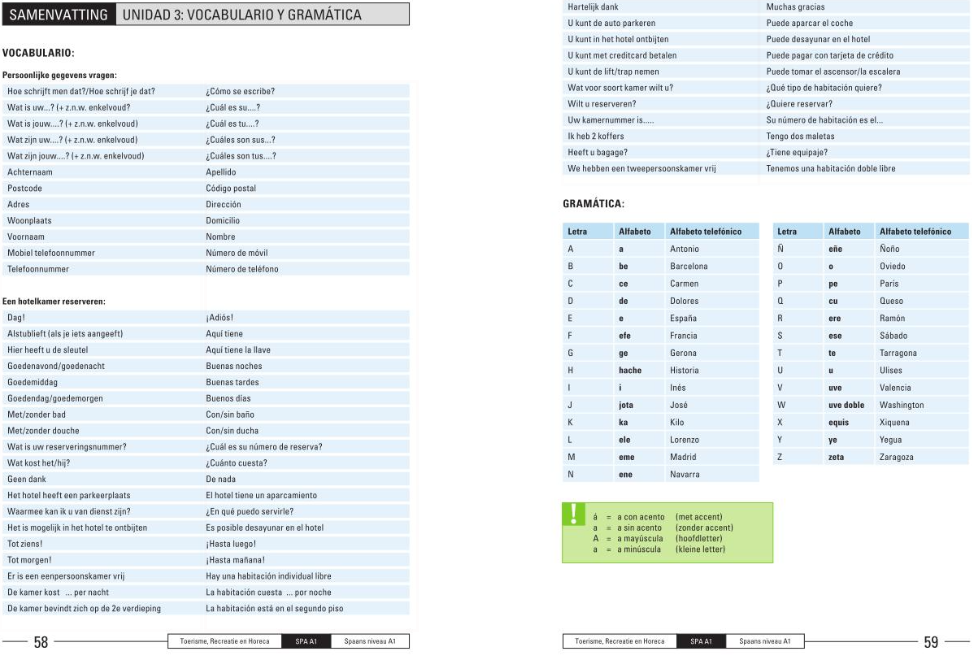 SAMENVATTING UNIDAD 3: VOCABULARIO Y GRAMÁTICA
VOCABULARIO:
Persoonlijke gegevens vragen:
Hoe schrijft men dat?/Hoe schrijf je dat? ¿Cómo se escribe?
Wat is uw...? (+ z.n.w. enkelvoud? ¿Cuál es su....?
Wat is jouw....? (+ z.n.w. enkelvoud) ¿Cuál es tu....?
Wat zijn uw....? (+ z.n.w. enkelvoud) ¿Cuáles son sus...?
Wat zijn jouw....? (+ z.n.w. enkelvoud) ¿Cuáles son tus....?
Achternaam Apellido
Postcode Código postal
Adres Dirección
Woonplaats Domicilio
Voornaam Nombre
Mobiel telefoonnummer Número de móvil
Telefoonnummer Número de teléfono
Een hotelkamer reserveren:
Dag! ¡Adiós!
Alstublieft (als je iets aangeeft) Aquí tiene
Hier heeft u de sleutel Aquí tiene la llave
Goedenavond/goedenacht Buenas noches
Goedemiddag Buenas tardes
Goedendag/goedemorgen Buenos días
Met/zonder bad Con/sin baño
Met/zonder douche Con/sin ducha
Wat is uw reserveringsnummer? ¿Cuál es su número de reserva?
Wat kost het/hij? ¿Cuánto cuesta?
Geen dank De nada
Het hotel heeft een parkeerplaats El hotel tiene un aparcamiento
Waarmee kan ik u van dienst zijn? ¿En qué puedo servirle?
Het is mogelijk in het hotel te ontbijten Es posible desayunar en el hotel
Tot ziens! ¡Hasta luego!
Tot morgen! ¡Hasta mañana!
Er is een eenpersoonskamer vrij Hay una habitación individual libre
De kamer kost ... per nacht La habitación cuesta ... por noche
De kamer bevindt zich op de 2e verdieping La habitación está en el segundo piso
58 Toerisme, Recreatie en Horeca SPA A1 Spaans niveau A1
Hartelijk dank Muchas gracias
U kunt de auto parkeren Puede aparcar el coche
U kunt in het hotel ontbijten Puede desayunar en el hotel
U kunt met creditcard betalen Puede pagar con tarjeta de crédito
U kunt de lift/trap nemen Puede tomar el ascensor/la escalera
Wat voor soort kamer wilt u? ¿Qué tipo de habitación quiere?
Wilt u reserveren? ¿Quiere reservar?
Uw kamernummer is..... Su número de habitación es el...
Ik heb 2 koffers Tengo dos maletas
Heeft u bagage? ¿Tiene equipaje?
We hebben een tweepersoonskamer vrij Tenemos una habitación doble libre
GRAMÁTICA:
Letra Alfabeto Alfabeto telefónico
A a Antonio
B be Barcelona
C ce Carmen
D de Dolores
E e España
F efe Francia
G ge Gerona
H hache Historia
I i Inés
J jota José
K ka Kilo
L ele Lorenzo
M eme Madrid
N ene Navarra
Letra Alfabeto Alfabeto telefónico
Ñ eñe Ñoño
O o Oviedo
P pe París
Q cu Queso
R ere Ramón
S ese Sábado
T te Tarragona
U u Ulises
V uve Valencia
W uve doble Washington
X equis Xiquena
Y ye Yegua
Z zeta Zaragoza
!
á = a con acento (met accent)
a = a sin acento (zonder accent)
A = a mayúscula (hoofdletter)
a = a minúscula (kleine letter)
Toerisme, Recreatie en Horeca SPA A1 Spaans niveau A1 59